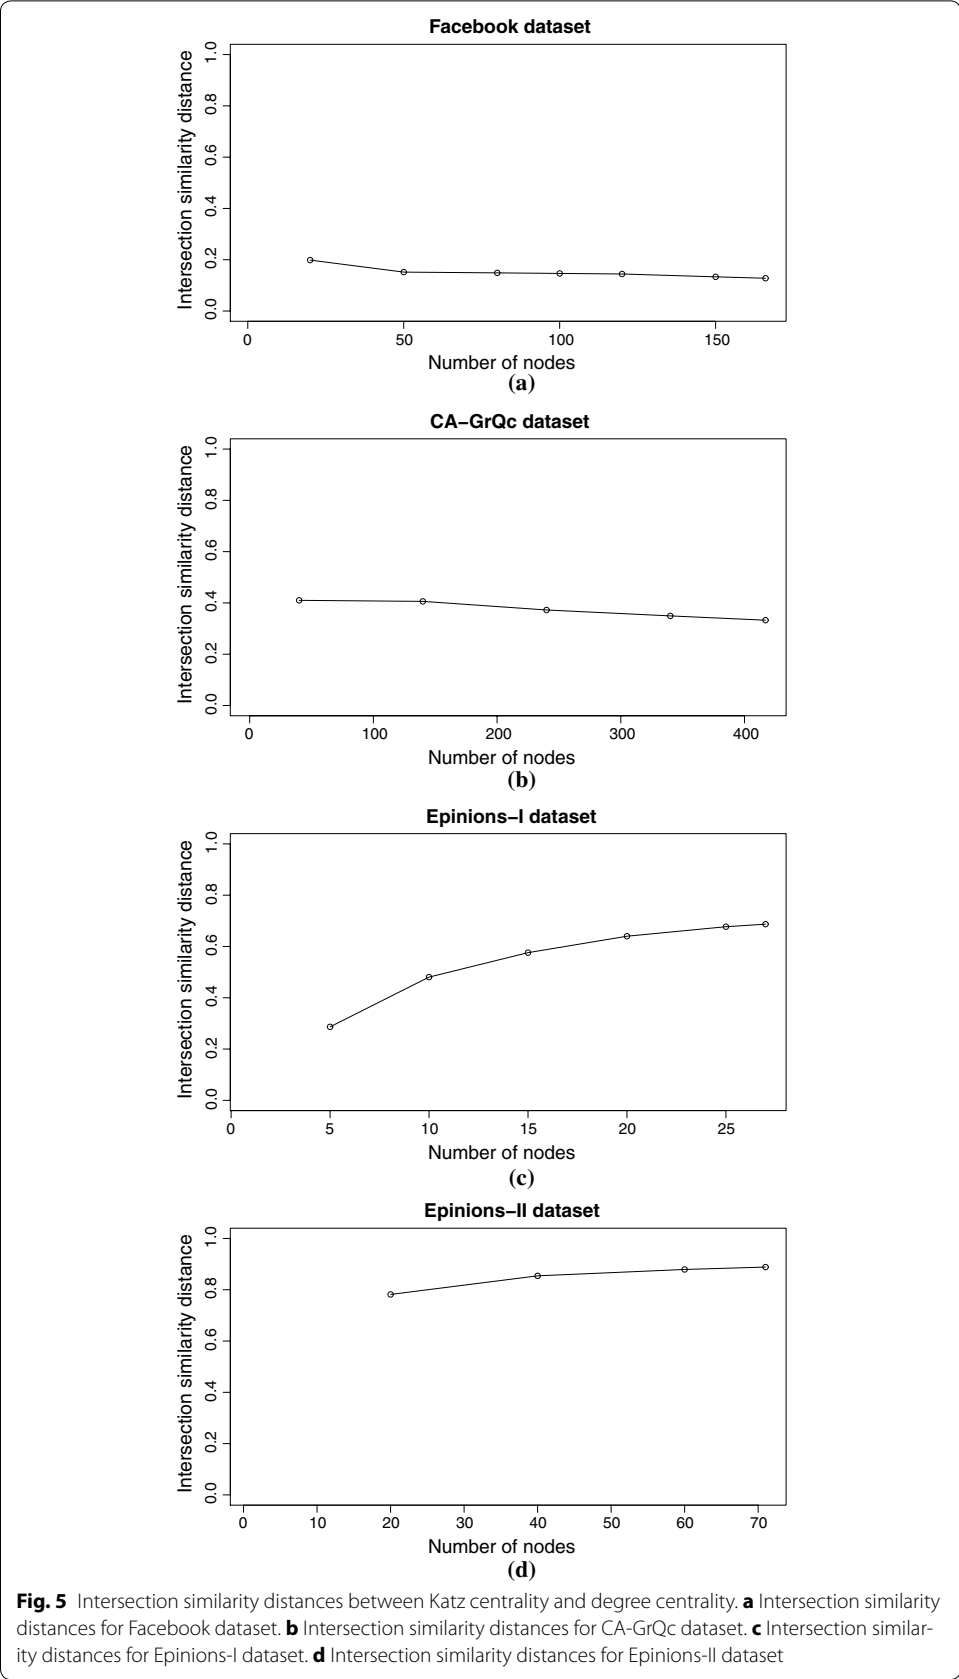 Facebook dataset
Intersection similarity distance
0.0 0.2 0.4 0.6 0.8 1.0
0 50 100 150
Number of nodes
(a)
CA−GrQc dataset
Intersection similarity distance
0.0 0.2 0.4 0.6 0.8 1.0
0 100 200 300 400
Number of nodes
(b)
Epinions−I dataset
Intersection similarity distance
0.0 0.2 0.4 0.6 0.8 1.0
0 5 10 15 20 25
Number of nodes
(c)
Epinions−II dataset
Intersection similarity distance
0.0 0.2 0.4 0.6 0.8 1.0
0 10 20 30 40 50 60 70
Number of nodes
(d)
Fig. 5 Intersection similarity distances between Katz centrality and degree centrality. a Intersection similarity
distances for Facebook dataset. b Intersection similarity distances for CA-GrQc dataset. c Intersection similar-
ity distances for Epinions-I dataset. d Intersection similarity distances for Epinions-II dataset